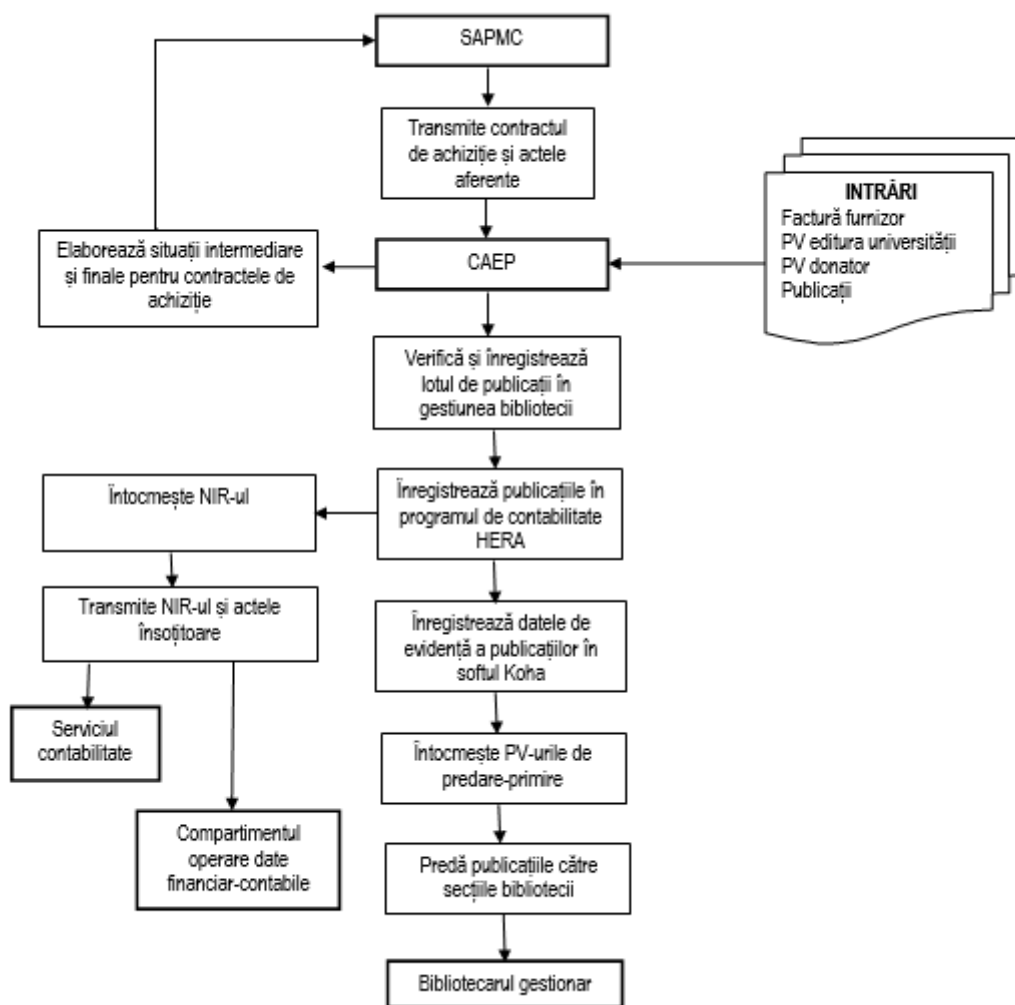 SAPMC
Transmite contractul
de achiziție și actele
aferente
INTRĂRI
Factură furnizor
PV editura universității
PV donator
Publicații
Elaborează situații intermediare
și finale pentru contractele de
achiziție
CAEP
Verifică și înregistrează
lotul de publicații în
gestiunea bibliotecii
Întocmește NIR-ul
Înregistrează publicațiile în
programul de contabilitate
HERA
Transmite NIR-ul și actele
însoțitoare
Înregistrează datele de
evidență a publicațiilor în
softul Koha
Serviciul
contabilitate
Întocmește PV-urile de
predare-primire
Compartimentul
operare date
financiar-contabile
Predă publicațiile către
secțiile bibliotecii
Bibliotecarul gestionar